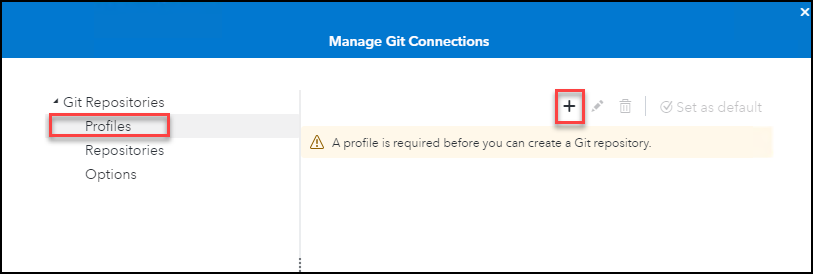 Manage Git Connections
Git Repositories
Profiles
Repositories
Options
Set as default
A profile is required before you can create a Git repository.